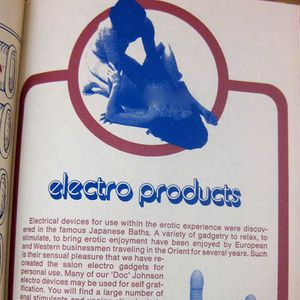 electro products
Electrical devices for use within the erotic experience were discov-
ered in the famous Japanese Baths. A variety of gadgetry to relax, to
stimulate, to bring erotic enjoyment have been enjoyed by European
and Western businessmen traveling in the Orient for several years. Such
is their sensual pleasure that we have re-
created the salon electro gadgets for
personal use. Many of our 'Doc' Johnson
electro devices may be used for self grat-
ification. You will find a large number of
anal stimulants and